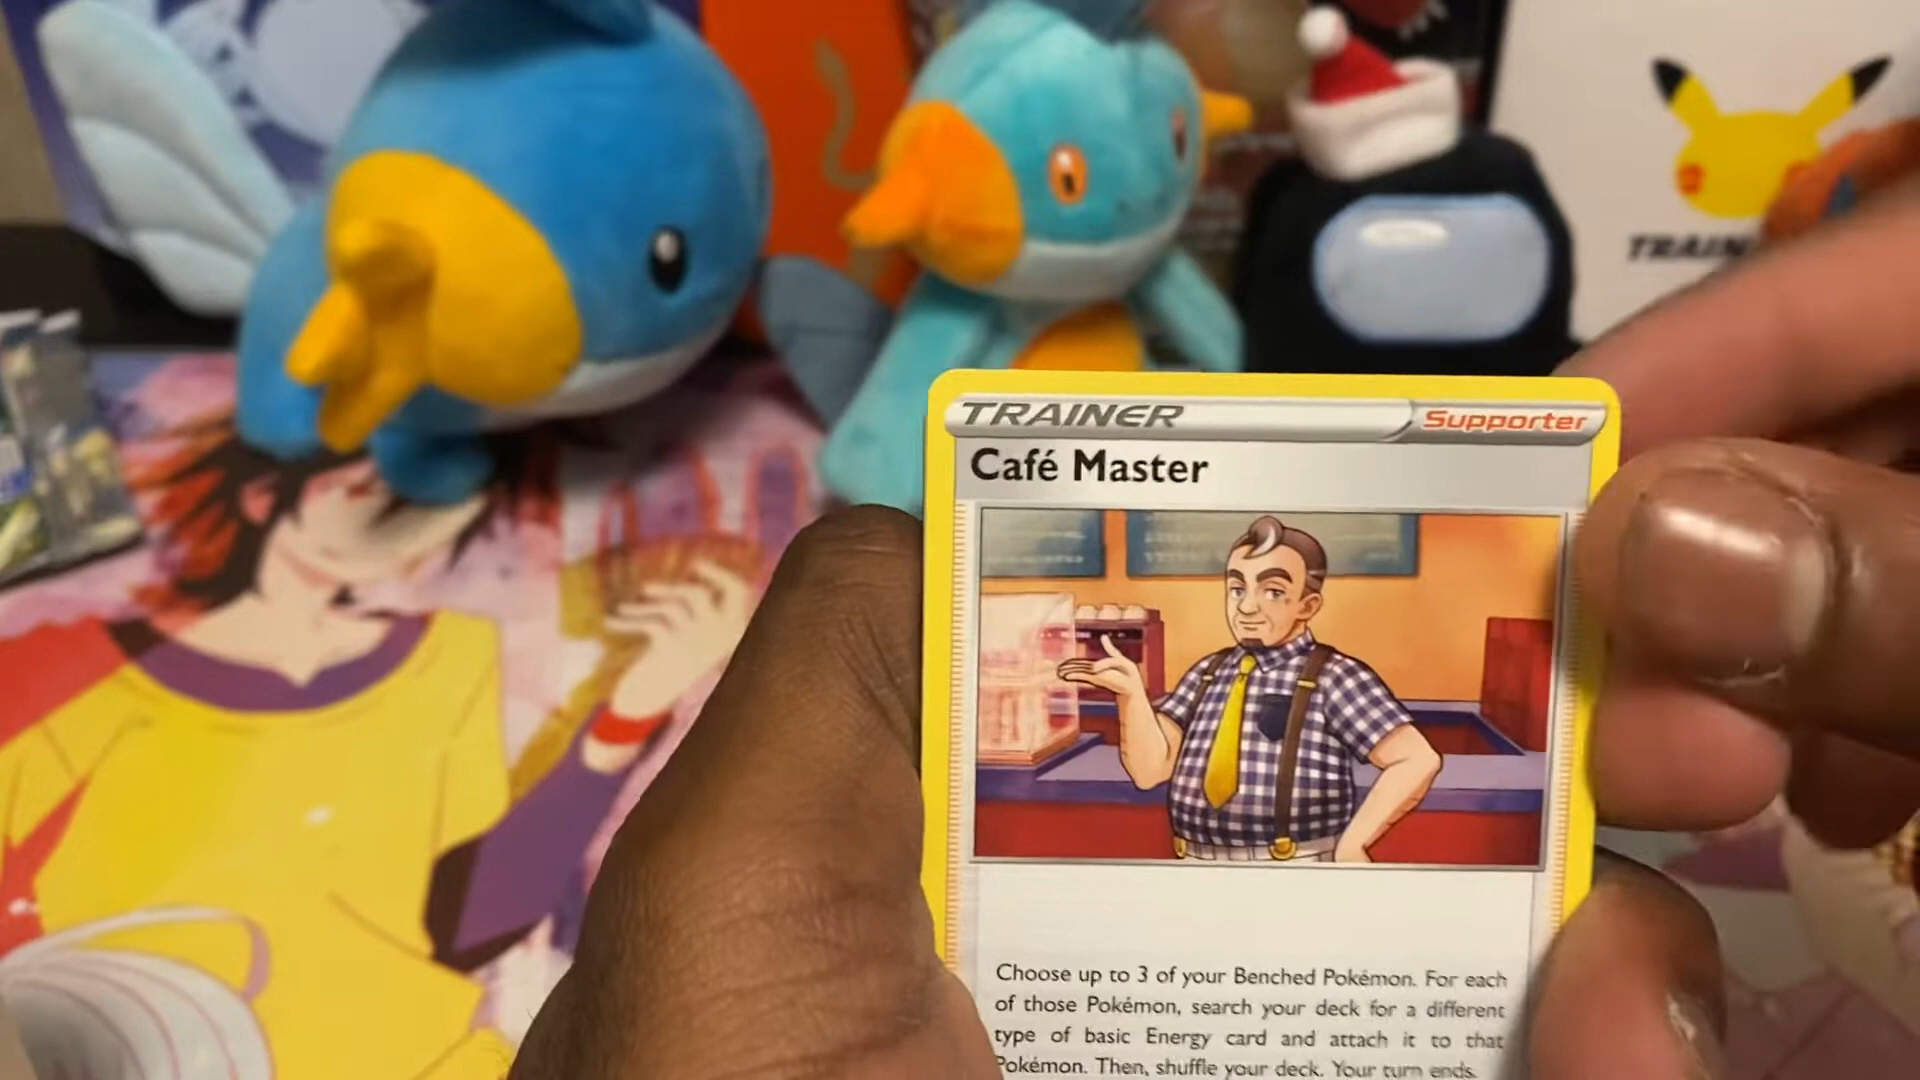 TRAIN
TRAINER
Supporter
Café Master
Choose up to 3 of your Benched Pokémon. For each
of those Pokémon, search your deck for a different
type of basic Energy card and attach it to that
Pokémon. Then, shuffle your deck. Your turn ends.